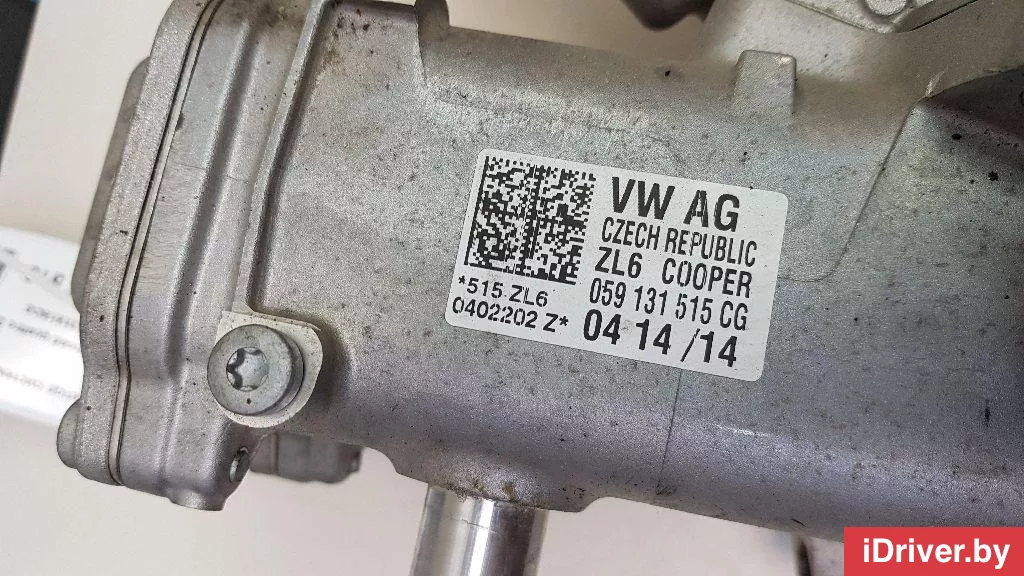 VW AG
CZECH REPUBLIC
ZL6 COOPER
059 131 515 CG
04 14 /14
*515 ZL6
0402202 Z*
iDriver.by